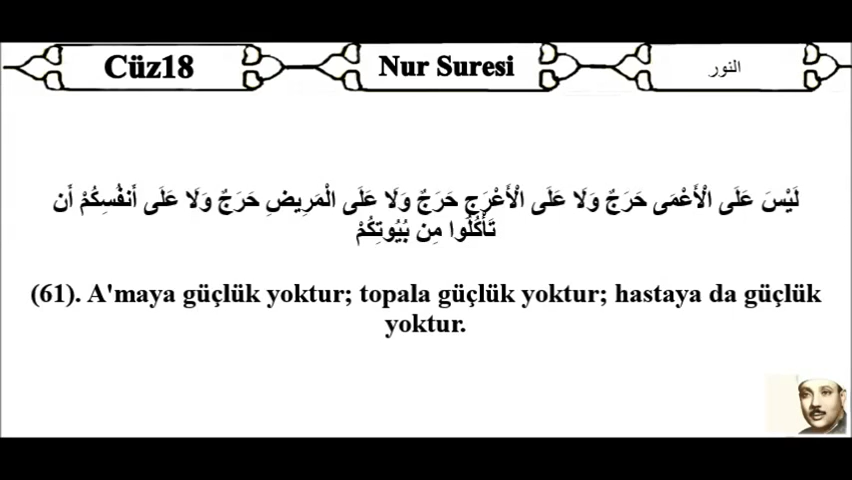 Cüz18
Nur Suresi
النور
لَيْسَ عَلَى الْأَعْمَى حَرَجٌ وَلَا عَلَى الْأَعْرَجِ حَرَجٌ وَلَا عَلَى الْمَرِيضِ حَرَجٌ وَلَا عَلَى أَنفُسِكُمْ أَن
تَأْكُلُوا مِن بُيُوتِكُمْ
(61). A'maya güçlük yoktur; topala güçlük yoktur; hastaya da güçlük
yoktur.